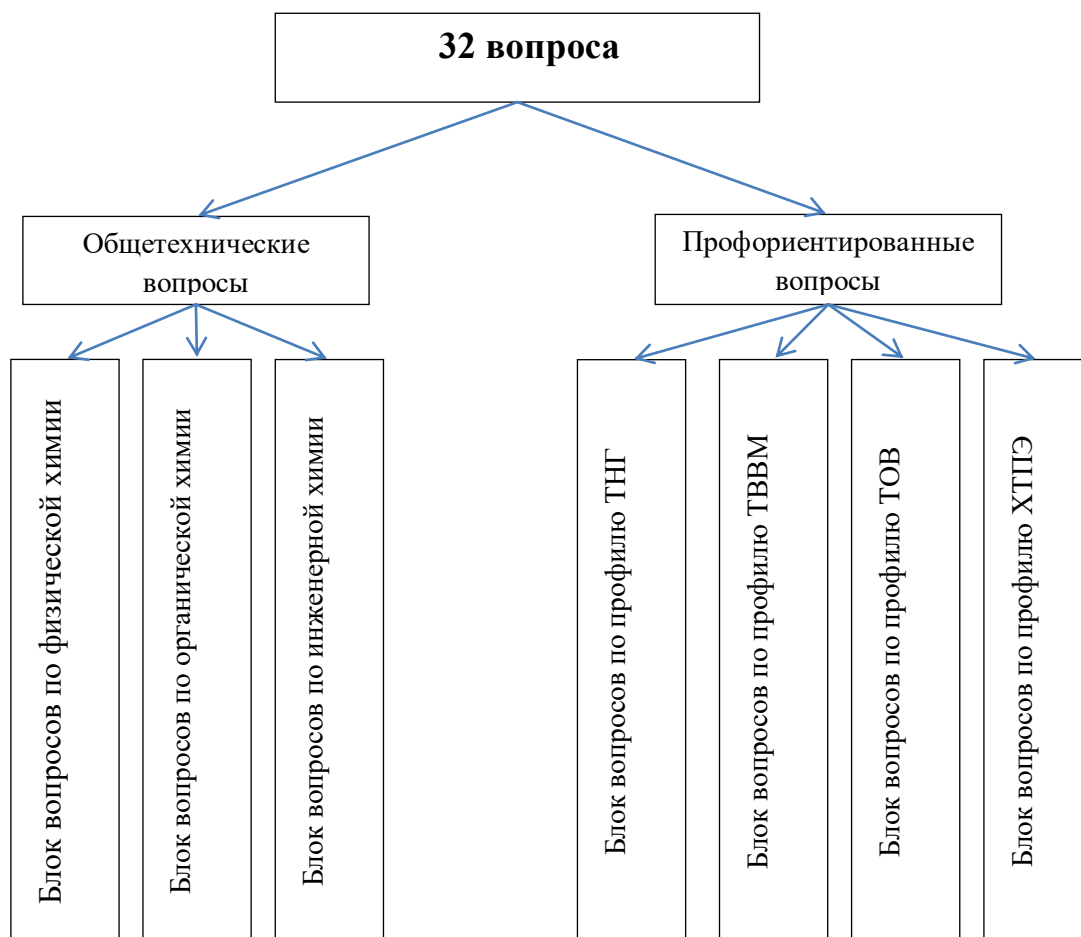 32 вопроса
Общетехнические
вопросы
Профориентированные
вопросы
Блок вопросов по физической химии
Блок вопросов по органической химии
Блок вопросов по инженерной химии
Блок вопросов по профилю ТНГ
Блок вопросов по профилю ТВВМ
Блок вопросов по профилю ТОВ
Блок вопросов по профилю ХТПЭ